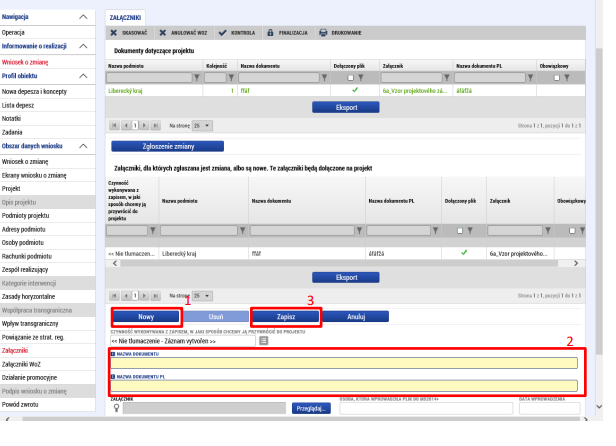 Nawigacja
Operacja
Informowanie o realizacji
Wniosek o zmianę
Profil obiektu
Nowa depesza i koncepty
Lista depesz
Notatki
Zadania
Obszar danych wniosku
Wniosek o zmianę
Ekrany wniosku o zmianę
Projekt
Opis projektu
Podmioty projektu
Adresy podmiotu
Osoby podmiotu
Rachunki podmiotu
Zespół realizujący
Kategorie interwencji
Zasady horyzontalne
Współpraca transgraniczna
Wpływ transgraniczny
Powiązanie ze strat. reg.
Załączniki
Załączniki WoZ
Działanie promocyjne
Podpis wniosku o zmianę
Powód zwrotu
ZAŁĄCZNIKI
SKASOWAĆ ANULOWAĆ WOZ KONTROLA FINALIZACJA DRUKOWANIE
Dokumenty dotyczące projektu
Nazwa podmiotu Kolejność Nazwa dokumentu Dołączony plik Załącznik Nazwa dokumentu PL Obowiązkowy
Liberecký kraj 1 ffáf 6a_Vzor projektového zá... áfáfžá
Eksport
1 Na stronę 25 Strona 1 z 1, pozycji 1 do 1 z 1
Zgłoszenie zmiany
Załączniki, dla których zgłaszana jest zmiana, albo są nowe. Te załączniki będą dołączone na projekt
Czynność
wykonywana z
zapisem, w jaki
sposób chcemy ją
przywrócić do
projektu
Nazwa podmiotu Nazwa dokumentu Nazwa dokumentu PL Dołączony plik Załącznik Obowiązkowy
<< Nie tłumaczen... Liberecký kraj ffáf áfáfžá 6a_Vzor projektového...
Eksport
1 Na stronę 25 Strona 1 z 1, pozycji 1 do 1 z 1
1 3
Nowy Usuń Zapisz Anuluj
CZYNNOŚĆ WYKONYWANA Z ZAPISEM, W JAKI SPOSÓB CHCEMY JĄ PRZYWRÓCIĆ DO PROJEKTU
<< Nie tłumaczenie - Záznam vytvořen >>
2
NAZWA DOKUMENTU
NAZWA DOKUMENTU PL
ZAŁĄCZNIK OSOBA, KTÓRA WPROWADZIŁA PLIK DO MS2014+ DATA WPROWADZENIA
Przeglądaj...